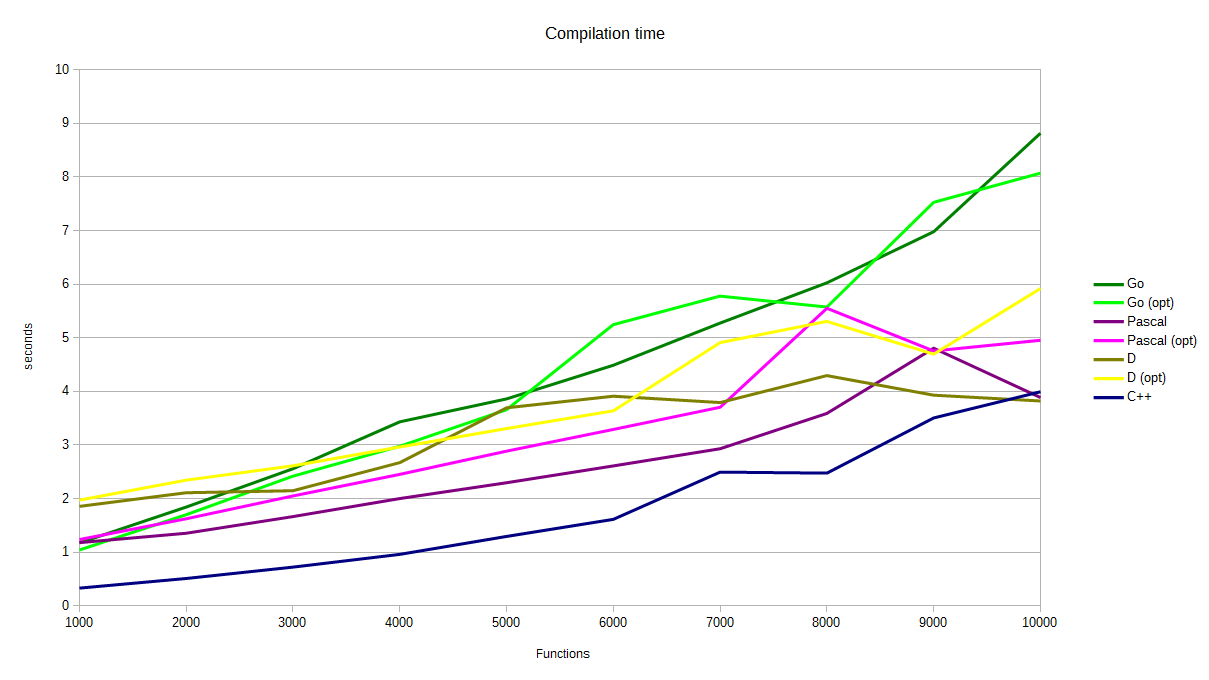 Compilation time
10
9
8
7
6
5
4
3
2
1
0
seconds
1000 2000 3000 4000 5000 6000 7000 8000 9000 10000
Functions
Go
Go (opt)
Pascal
Pascal (opt)
D
D (opt)
C++